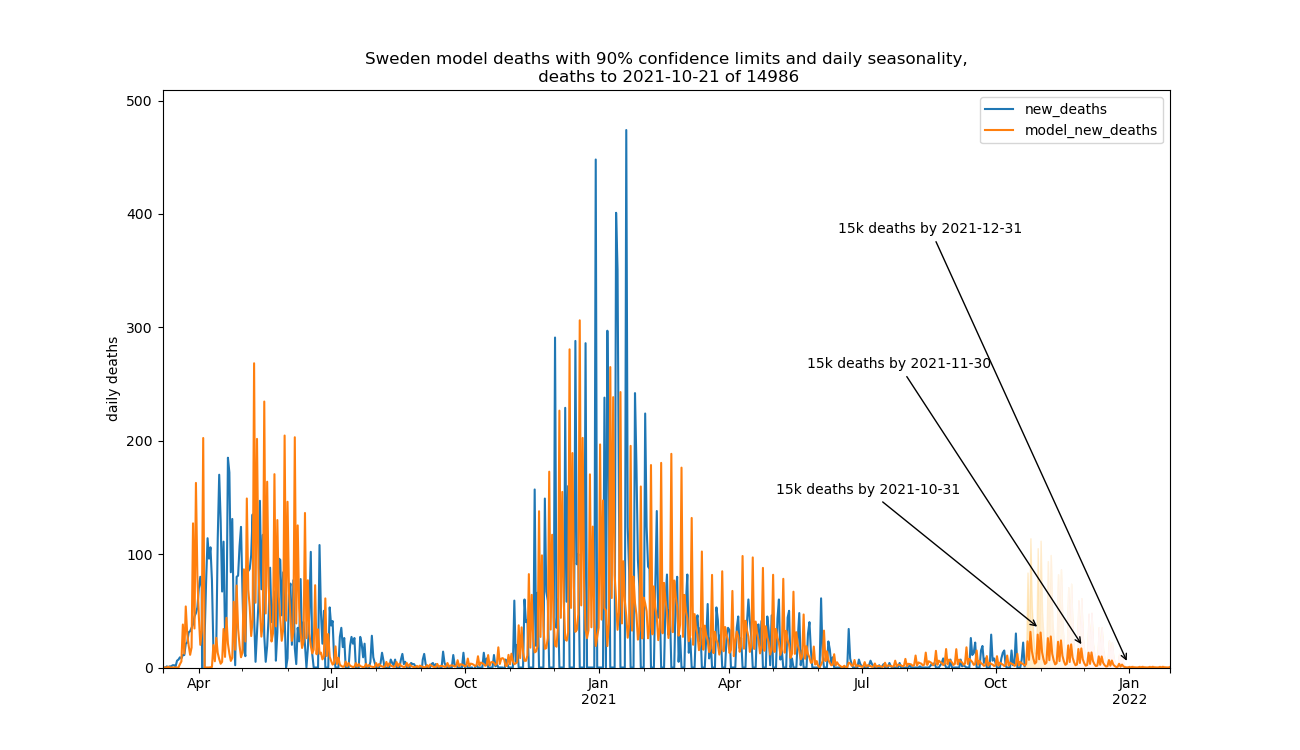 Sweden model deaths with 90% confidence limits and daily seasonality,
deaths to 2021-10-21 of 14986
new_deaths
model_new_deaths
500
400
300
200
100
0
daily deaths
15k deaths by 2021-12-31
15k deaths by 2021-11-30
15k deaths by 2021-10-31
Apr Jul Oct Jan Apr Jul Oct Jan
2021 2022